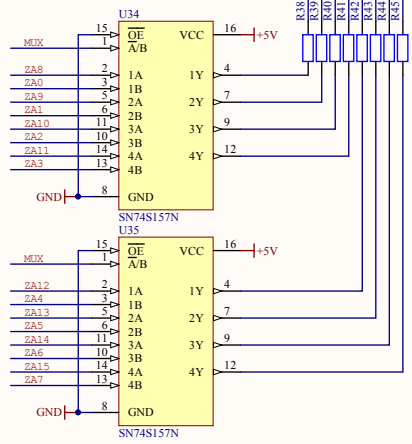 R38
R39
R40
R41
R42
R43
R44
R45
U34
15 OE VCC 16 +5V
MUX 1 A/B
ZA8 2 1A 1Y 4
ZA0 3 1B
ZA9 5 2A 2Y 7
ZA1 6 2B
ZA10 11 3A 3Y 9
ZA2 10 3B
ZA11 14 4A 4Y 12
ZA3 13 4B
GND 8 GND
SN74S157N
U35
15 OE VCC 16 +5V
MUX 1 A/B
ZA12 2 1A 1Y 4
ZA4 3 1B
ZA13 5 2A 2Y 7
ZA5 6 2B
ZA14 11 3A 3Y 9
ZA6 10 3B
ZA15 14 4A 4Y 12
ZA7 13 4B
GND 8 GND
SN74S157N